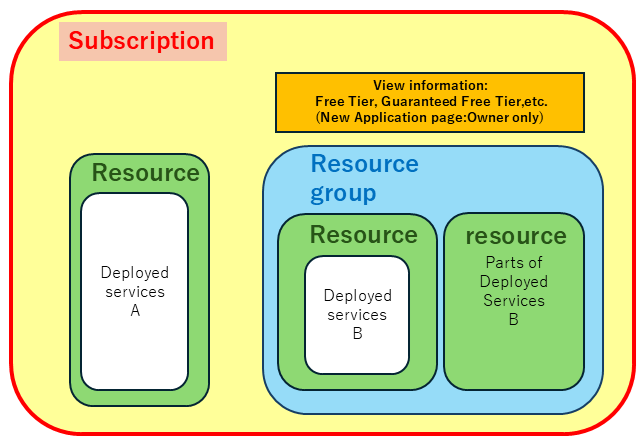 Subscription
View information:
Free Tier, Guaranteed Free Tier,etc.
(New Application page:Owner only)
Resource
Deployed
services
A
Resource
group
Resource
Deployed
services
B
resource
Parts of
Deployed
Services
B